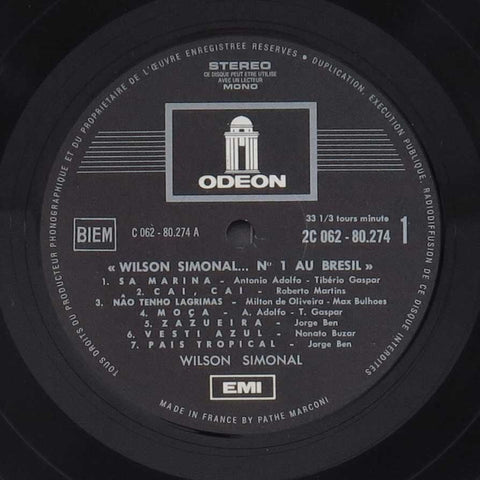 TOUS DROIT DU PRODUCTEUR PHONOGRAPHIQUE ET DU PROPRIETAIRE DE L'ŒUVRE ENREGISTREE RESERVES • DUPLICATION, EXECUTION PUBLIQUE, RADIODIFFUSION DE CE DISQUE INTERDITES
STEREO
CE DISQUE PEUT ETRE UTILISE
AVEC UN LECTEUR
MONO
ODEON
BIEM
C 062 - 80.274 A
33 1/3 tours minute
2C 062 - 80.274 1
« WILSON SIMONAL... Nº 1 AU BRESIL »
1. SA MARINA - Antonio Adolfo - Tibério Gaspar
2. CAI, CAI - Roberto Martins
3. NÃO TENHO LAGRIMAS - Milton de Oliveira - Max Bulhoes
4. MOÇA - A. Adolfo - T. Gaspar
5. ZAZUEIRA - Jorge Ben
6. VESTI AZUL - Nonato Buzar
7. PAIS TROPICAL - Jorge Ben
WILSON SIMONAL
EMI
MADE IN FRANCE BY PATHE MARCONI